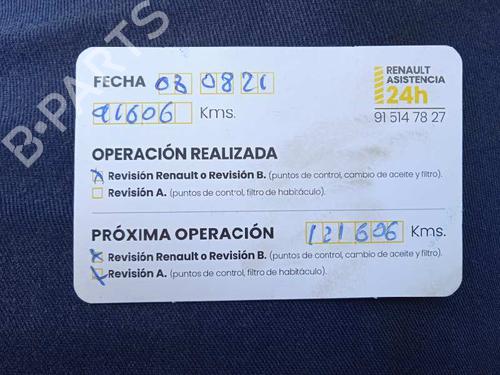 FECHA 03 08 21
RENAULT
ASISTENCIA
24h
91 514 78 27
91606 Kms.
OPERACIÓN REALIZADA
Revisión Renault o Revisión B. (puntos de control, cambio de aceite y filtro).
Revisión A. (puntos de control, filtro de habitáculo).
PRÓXIMA OPERACIÓN 121606 Kms.
Revisión Renault o Revisión B. (puntos de control, cambio de aceite y filtro).
Revisión A. (puntos de control, filtro de habitáculo).
B-PARTS